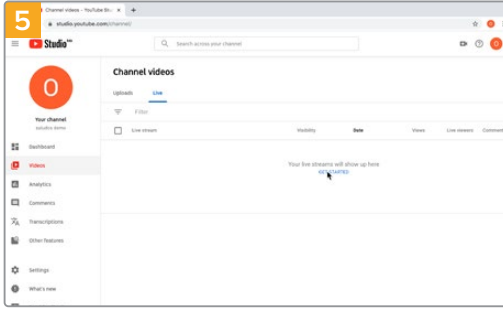 5
Channel videos - YouTube Stu
studio.youtube.com/channel/
Studio
Search across your channel
O
Your channel
Channel videos
Uploads
Live
Filter
Live stream
Visibility
Date
Views
Live viewers
Comment
Your live streams will show up here
GET STARTED
Dashboard
Videos
Analytics
Comments
Transcriptions
Other features
Settings
What's new